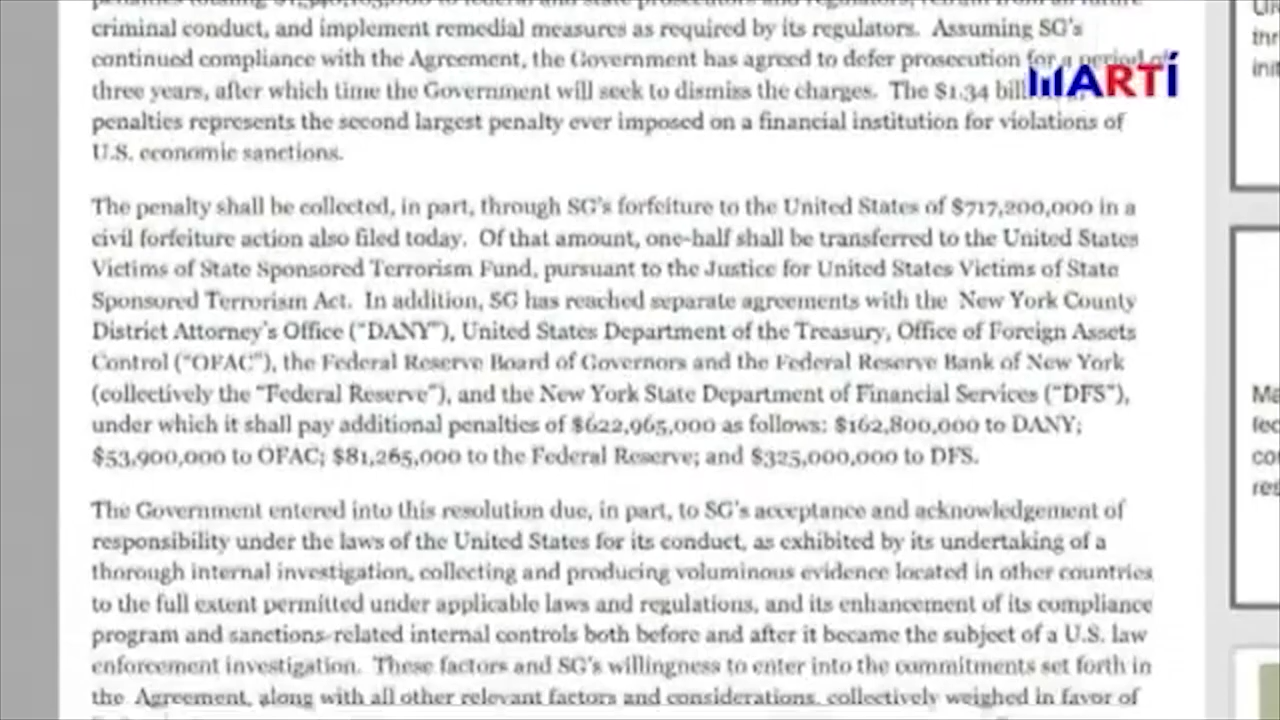 criminal conduct, and implement remedial measures as required by its regulators. Assuming SG's
continued compliance with the Agreement, the Government has agreed to defer prosecution for a period of
MARTÍ
three years, after which time the Government will seek to dismiss the charges. The $1.34
penalties represents the second largest penalty ever imposed on a financial institution for violations of
U.S. economic sanctions.
The penalty shall be collected, in part, through SG's forfeiture to the United States of $717,200,000 in a
civil forfeiture action also filed today. Of that amount, one-half shall be transferred to the United States
Victims of State Sponsored Terrorism Fund, pursuant to the Justice for United States Victims of State
Sponsored Terrorism Act. In addition, SG has reached separate agreements with the New York County
District Attorney's Office ("DANY"), United States Department of the Treasury, Office of Foreign Assets
Control ("OFAC"), the Federal Reserve Board of Governors and the Federal Reserve Bank of New York
(collectively the "Federal Reserve"), and the New York State Department of Financial Services ("DFS"),
under which it shall pay additional penalties of $622,965,000 as follows: $162,800,000 to DANY;
$53,900,000 to OFAC; $81,265,000 to the Federal Reserve; and $325,000,000 to DFS.
The Government entered into this resolution due, in part, to SG's acceptance and acknowledgement of
responsibility under the laws of the United States for its conduct, as exhibited by its undertaking of a
thorough internal investigation, collecting and producing voluminous evidence located in other countries
to the full extent permitted under applicable laws and regulations, and its enhancement of its compliance
program and sanctions-related internal controls both before and after it became the subject of a U.S. law
enforcement investigation. These factors and SG's willingness to enter into the commitments set forth in
the Agreement, along with all other relevant factors and considerations, collectively weighed in favor of